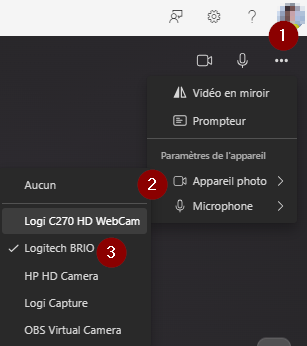 ?
1
Vidéo en miroir
Prompteur
Paramètres de l'appareil
2
Appareil photo
Microphone
Aucun
Logi C270 HD WebCam
Logitech BRIO
3
HP HD Camera
Logi Capture
OBS Virtual Camera